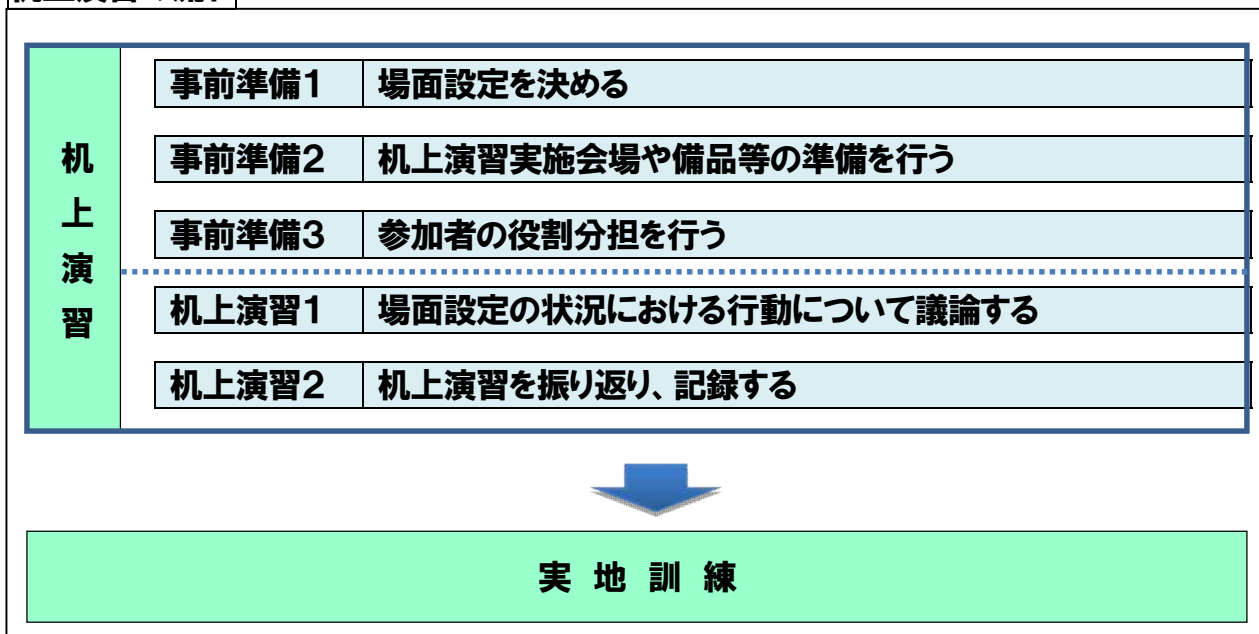 事前準備1 場面設定を決める
事前準備2 机上演習実施会場や備品等の準備を行う
事前準備3 参加者の役割分担を行う
机上演習
机上演習1 場面設定の状況における行動について議論する
机上演習2 机上演習を振り返り、記録する
実地訓練